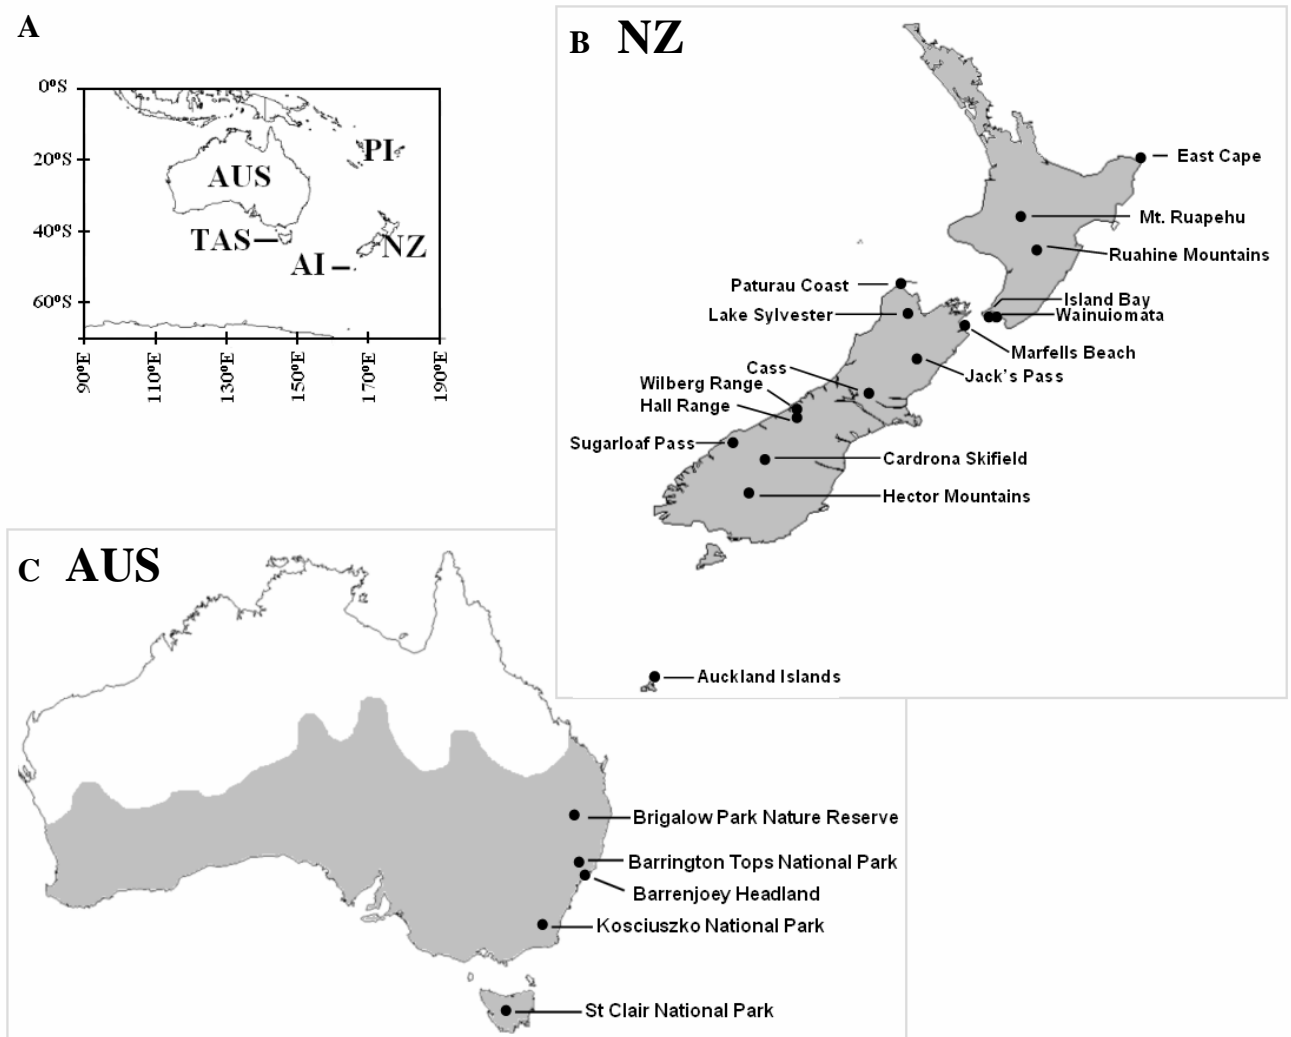 A
0ºS
20ºS
40ºS
60ºS
90ºE
110ºE
130ºE
150ºE
170ºE
190ºE
PI
AUS
TAS
NZ
AI
B NZ
East Cape
Mt. Ruapehu
Ruahine Mountains
Island Bay
Wainuiomata
Paturau Coast
Lake Sylvester
Marfells Beach
Jack's Pass
Cass
Wilberg Range
Hall Range
Sugarloaf Pass
Cardrona Skifield
Hector Mountains
Auckland Islands
C AUS
Brigalow Park Nature Reserve
Barrington Tops National Park
Barrenjoey Headland
Kosciuszko National Park
St Clair National Park